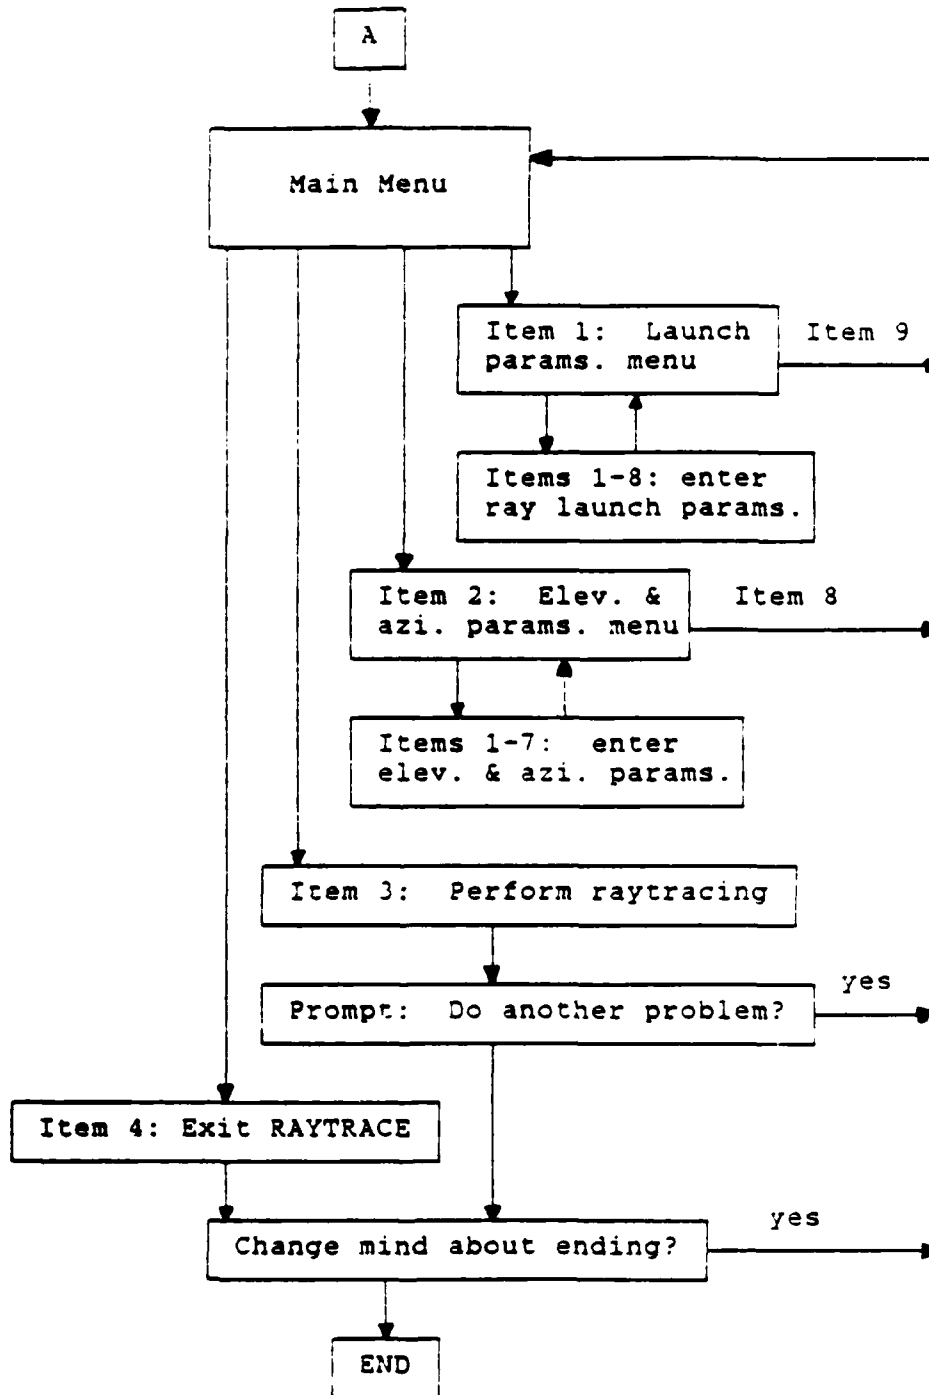 A
Main Menu
Item 1: Launch
params. menu
Item 9
Items 1-8: enter
ray launch params.
Item 2: Elev. &
azi. params. menu
Item 8
Items 1-7: enter
elev. & azi. params.
Item 3: Perform raytracing
Prompt: Do another problem?
yes
Item 4: Exit RAYTRACE
Change mind about ending?
yes
END